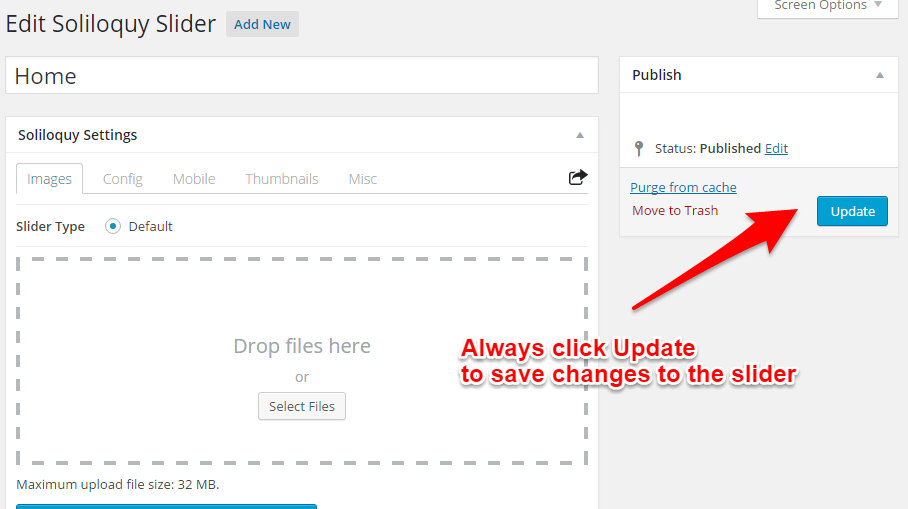 Screen Options
Edit Soliloquy Slider Add New
Home
Publish
Status: Published Edit
Purge from cache
Move to Trash
Update
Soliloquy Settings
Images Config Mobile Thumbnails Misc
Slider Type Default
Drop files here
or
Select Files
Always click Update
to save changes to the slider
Maximum upload file size: 32 MB.